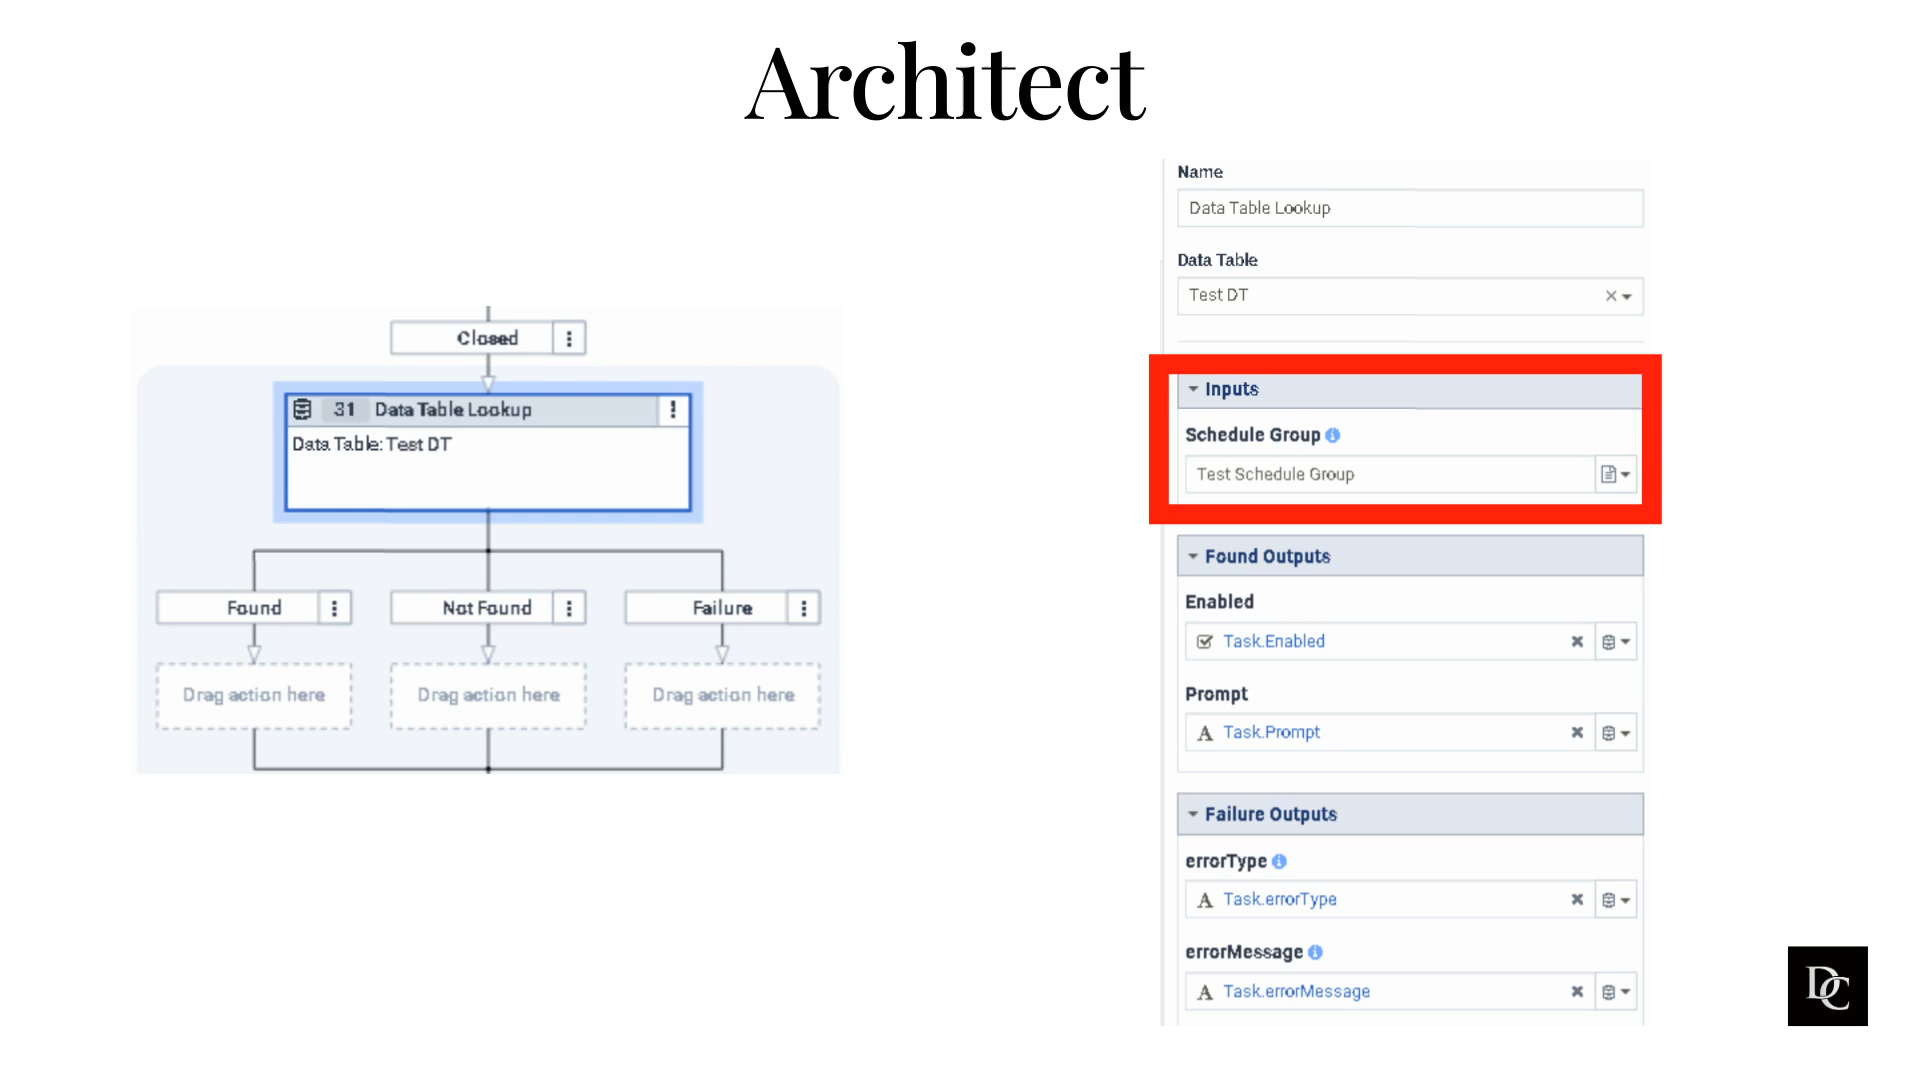 Architect
Closed
31 Data Table Lookup
Data Table: Test DT
Found
Not Found
Failure
Drag action here
Drag action here
Drag action here
Name
Data Table Lookup
Data Table
Test DT
Inputs
Schedule Group
Test Schedule Group
Found Outputs
Enabled
Task.Enabled
Prompt
Task.Prompt
Failure Outputs
errorType
Task.errorType
errorMessage
Task.errorMessage
DC